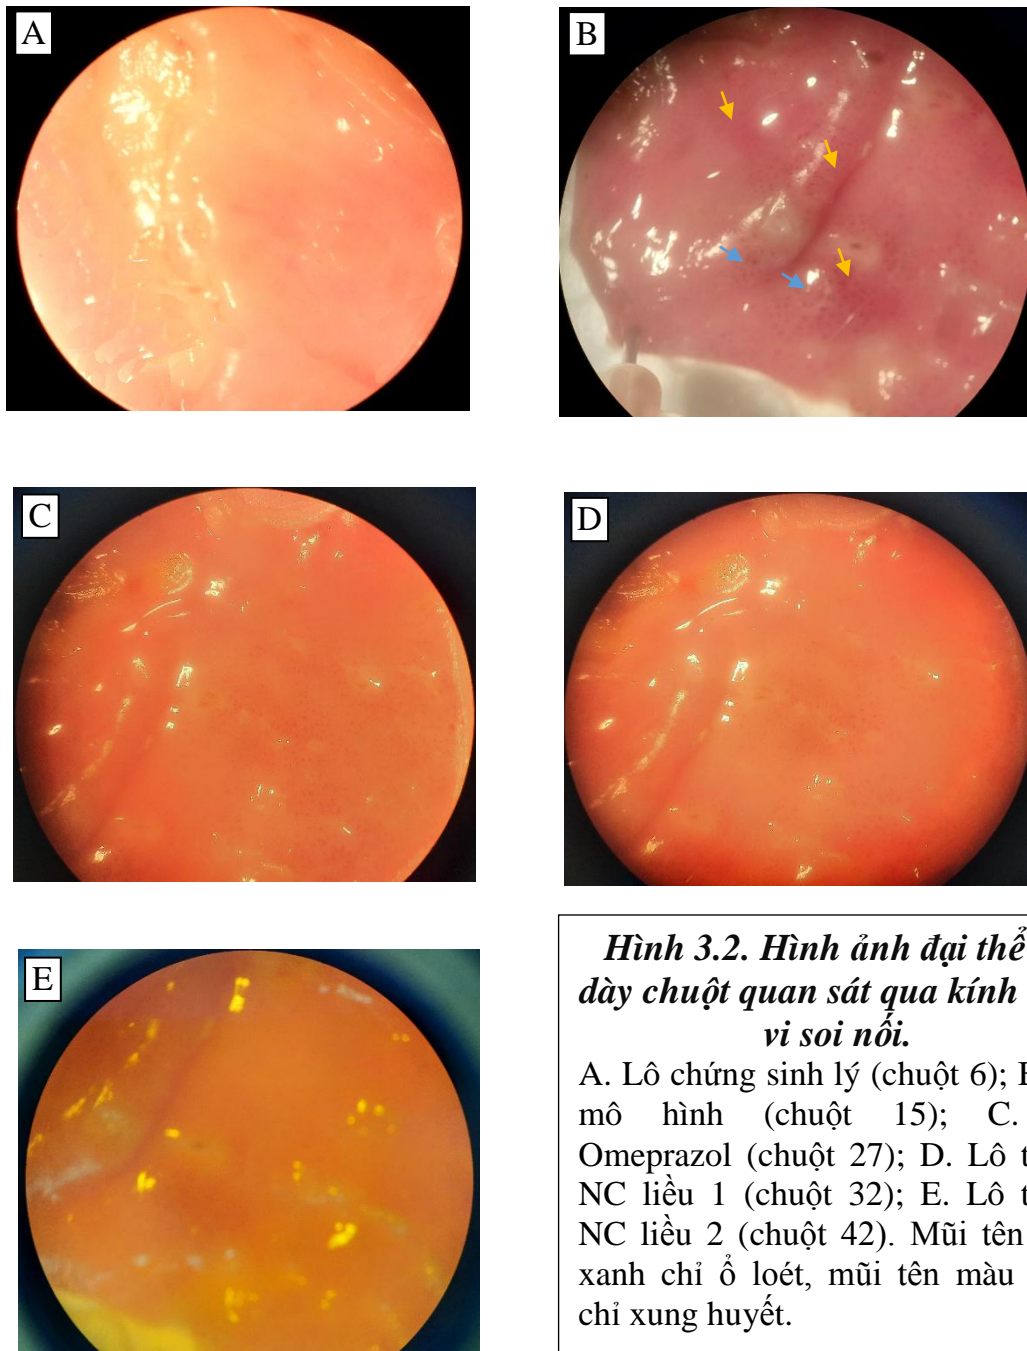 A
B
C
D
E
Hình 3.2. Hình ảnh đại thể
dày chuột quan sát qua kính
vi soi nổi.
A. Lô chứng sinh lý (chuột 6);
mô hình (chuột 15); C.
Omeprazol (chuột 27); D. Lô
NC liều 1 (chuột 32); E. Lô
NC liều 2 (chuột 42). Mũi tên
xanh chỉ ổ loét, mũi tên màu
chỉ xung huyết.